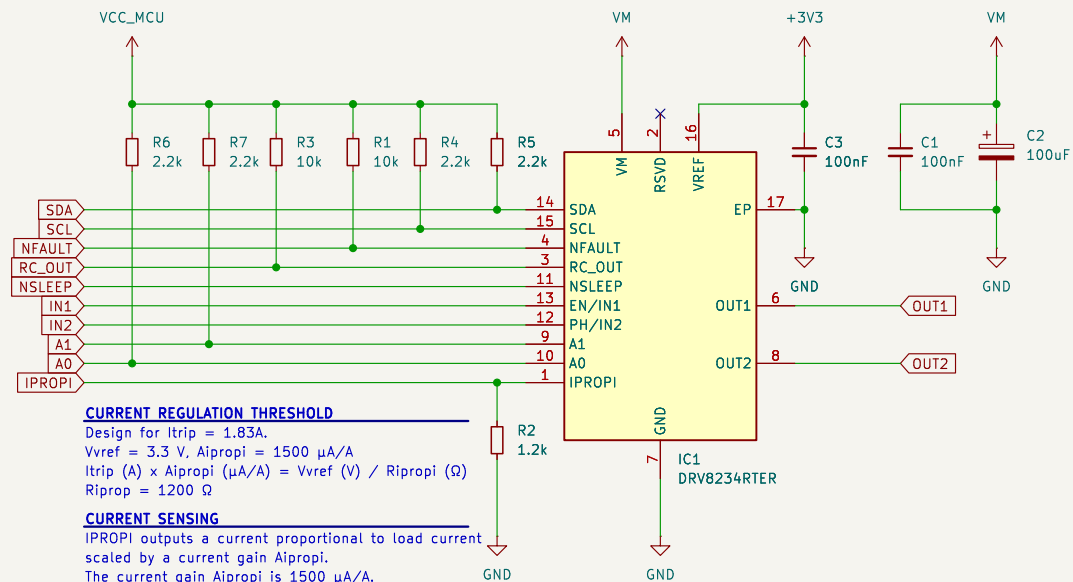 VCC_MCU
VM
+3V3
VM
R6
2.2k
R7
2.2k
R3
10k
R1
10k
R4
2.2k
R5
2.2k
5
2
16
VM
RSVD
VREF
C3
100nF
C1
100nF
+
C2
100uF
SDA
14
SDA
EP
17
SCL
15
SCL
NFAULT
4
NFAULT
RC_OUT
3
RC_OUT
NSLEEP
11
NSLEEP
GND
GND
IN1
13
EN/IN1
OUT1
6
OUT1
IN2
12
PH/IN2
A1
9
A1
A0
10
A0
OUT2
8
OUT2
IPROPI
1
IPROPI
GND
7
R2
1.2k
IC1
DRV8234RTER
CURRENT REGULATION THRESHOLD
Design for Itrip = 1.83A.
Vvref = 3.3 V, Aipropi = 1500 µA/A
Itrip (A) x Aipropi (µA/A) = Vvref (V) / Ripropi (Ω)
Riprop = 1200 Ω
CURRENT SENSING
IPROPI outputs a current proportional to load current
scaled by a current gain Aipropi.
The current gain Aipropi is 1500 µA/A.
GND
GND